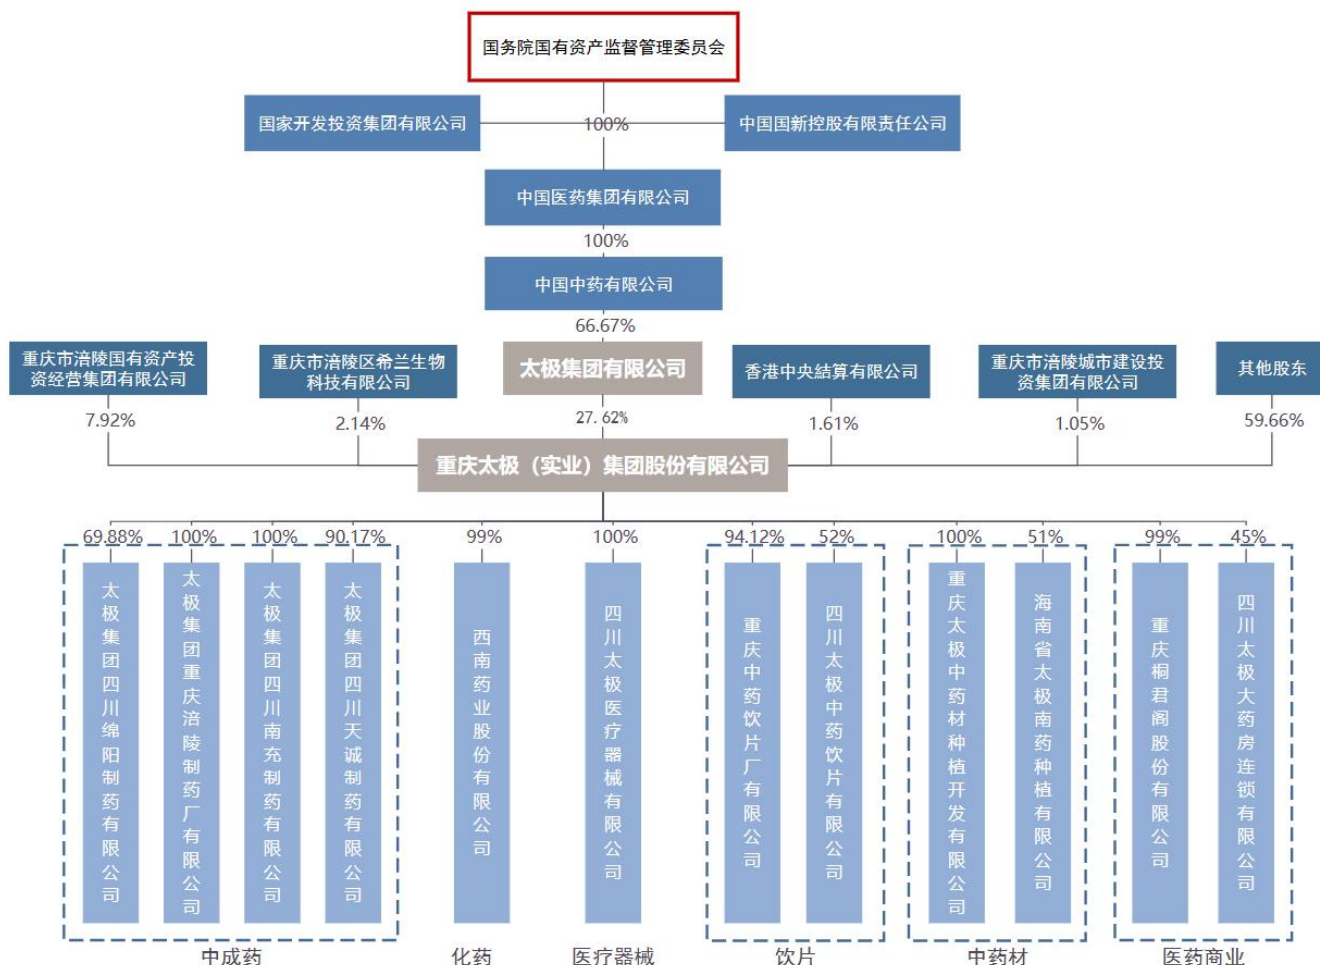 国务院国有资产监督管理委员会
国家开发投资集团有限公司
100%
中国国新控股有限责任公司
中国医药集团有限公司
100%
中国中药有限公司
66.67%
重庆市涪陵国有资产投
资经营集团有限公司
重庆市涪陵区希兰生物
科技有限公司
太极集团有限公司
香港中央結算有限公司
重庆市涪陵城市建设投
资集团有限公司
其他股东
7.92%
2.14%
27.62%
1.61%
1.05%
59.66%
重庆太极（实业）集团股份有限公司
69.88%
100%
100%
90.17%
99%
100%
94.12%
52%
100%
51%
99%
45%
太极集团四川绵阳制药有限公司
太极集团重庆涪陵制药厂有限公司
太极集团四川南充制药有限公司
太极集团四川天诚制药有限公司
西南药业股份有限公司
四川太极医疗器械有限公司
重庆中药饮片厂有限公司
四川太极中药饮片有限公司
重庆太极中药材种植开发有限公司
海南省太极南药种植有限公司
重庆桐君阁股份有限公司
四川太极大药房连锁有限公司
中成药
化药
医疗器械
饮片
中药材
医药商业